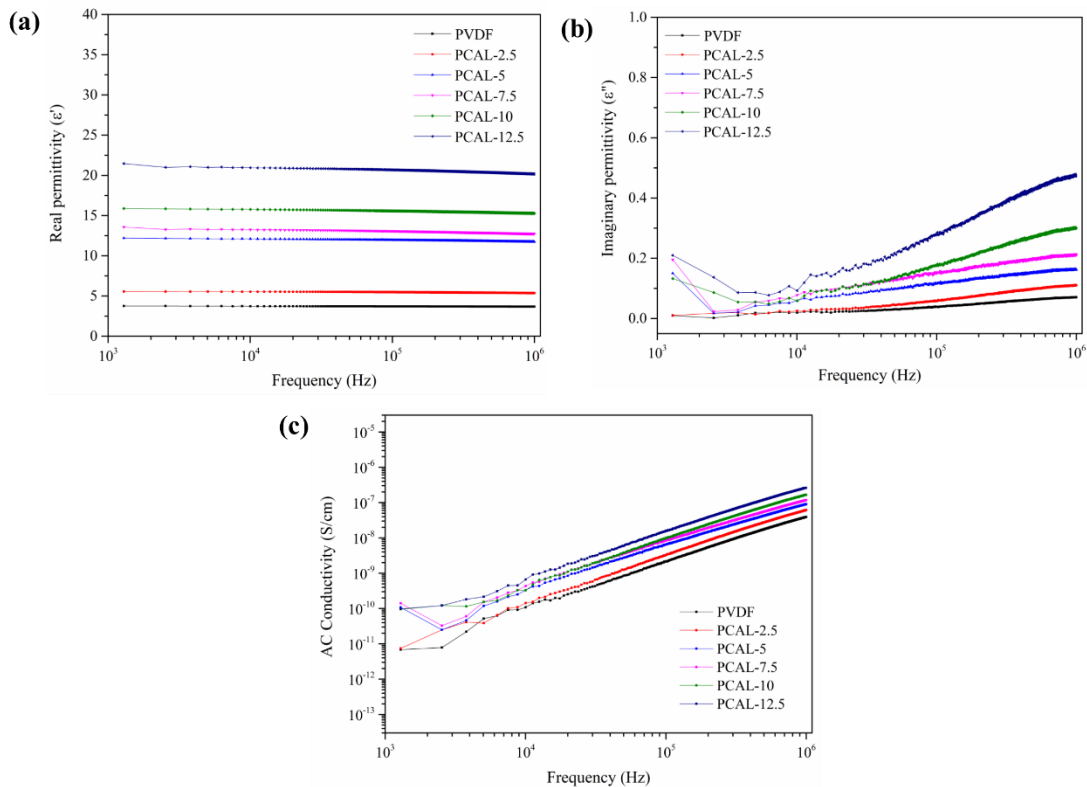 (a)
40
35
30
25
20
15
10
5
0
Real permittivity (ε')
PVDF
PCAL-2.5
PCAL-5
PCAL-7.5
PCAL-10
PCAL-12.5
10³
10⁴
10⁵
10⁶
Frequency (Hz)
(b)
1.0
0.8
0.6
0.4
0.2
0.0
Imaginary permittivity (ε")
PVDF
PCAL-2.5
PCAL-5
PCAL-7.5
PCAL-10
PCAL-12.5
10³
10⁴
10⁵
10⁶
Frequency (Hz)
(c)
10⁻⁵
10⁻⁶
10⁻⁷
10⁻⁸
10⁻⁹
10⁻¹⁰
10⁻¹¹
10⁻¹²
10⁻¹³
AC Conductivity (S/cm)
PVDF
PCAL-2.5
PCAL-5
PCAL-7.5
PCAL-10
PCAL-12.5
10³
10⁴
10⁵
10⁶
Frequency (Hz)